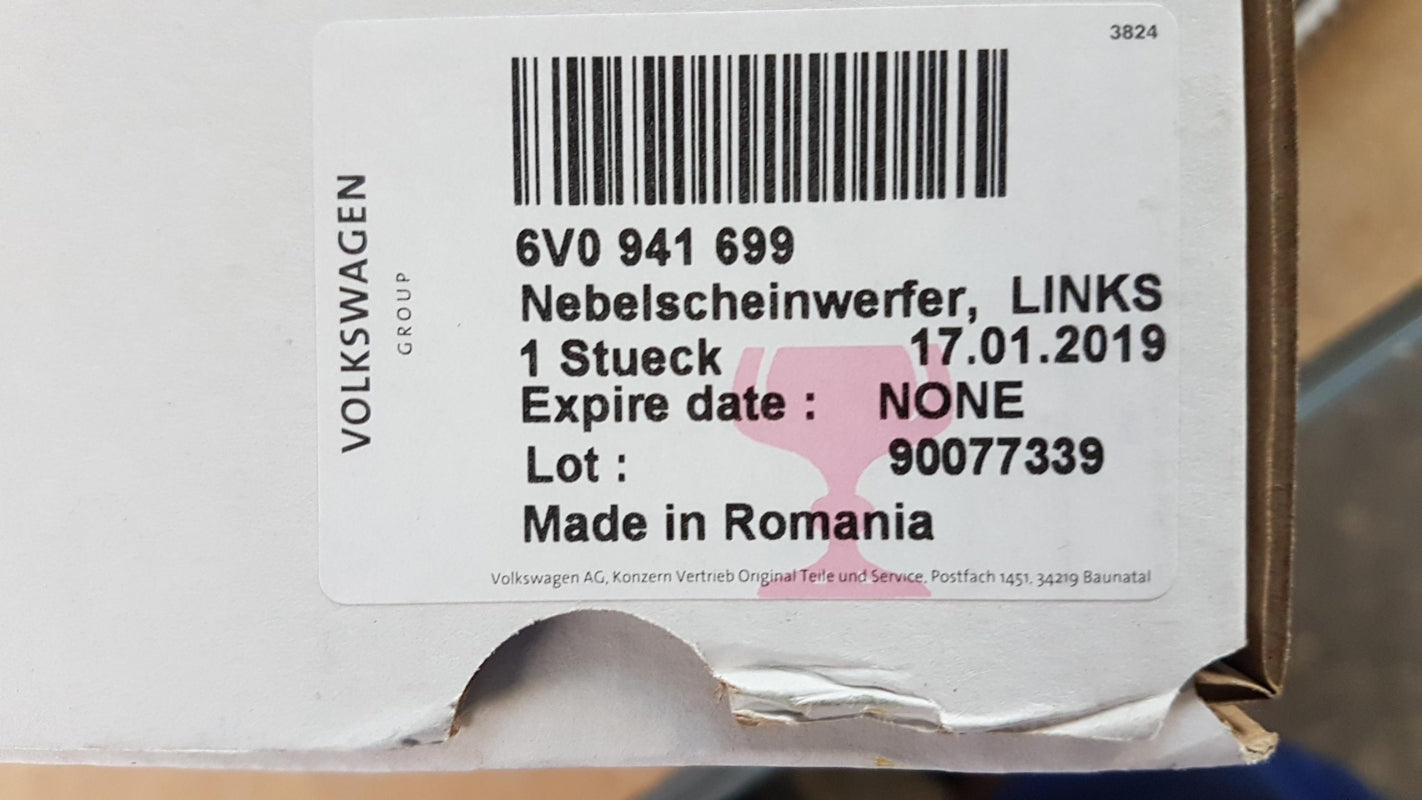 3824
VOLKSWAGEN
GROUP
6V0 941 699
Nebelscheinwerfer, LINKS
1 Stueck 17.01.2019
Expire date : NONE
Lot : 90077339
Made in Romania
Volkswagen AG, Konzern Vertrieb Original Teile und Service, Postfach 1451, 34219 Baunatal